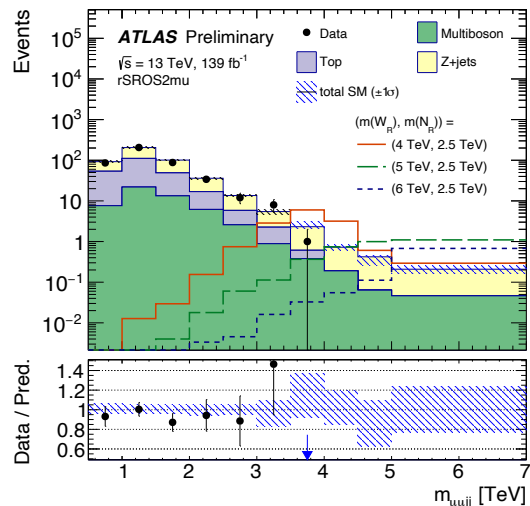 Events
10⁵
10⁴
10³
10²
10
1
10⁻¹
10⁻²
ATLAS Preliminary
√s = 13 TeV, 139 fb⁻¹
rSROS2mu
Data
Multiboson
Top
Z+jets
total SM (±1σ)
(m(W_R), m(N_R)) =
(4 TeV, 2.5 TeV)
(5 TeV, 2.5 TeV)
(6 TeV, 2.5 TeV)
Data / Pred.
1.4
1.2
1.0
0.8
0.6
1 2 3 4 5 6 7
m_μμjj [TeV]